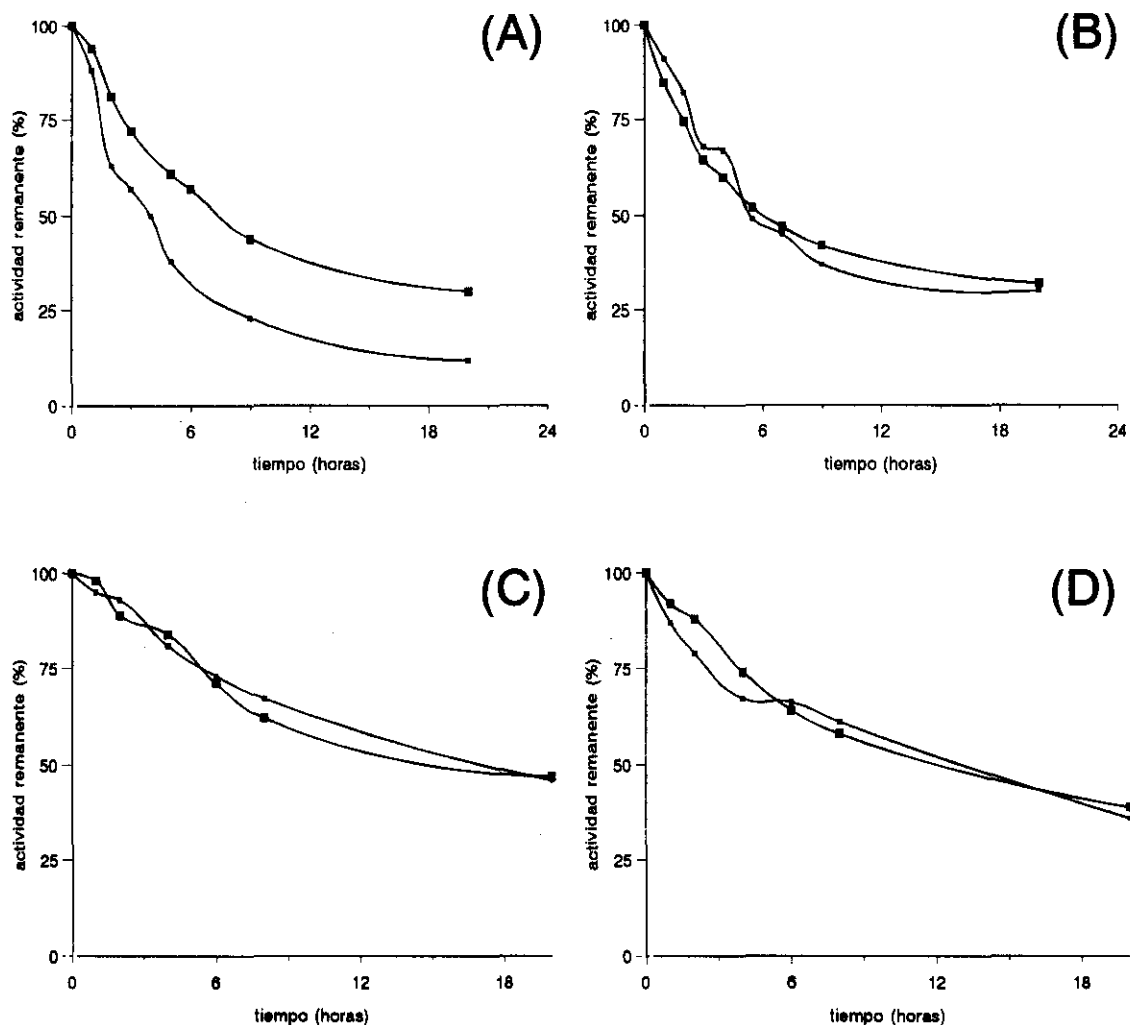 (A)
actividad remanente (%)
100
75
50
25
0
0 6 12 18 24
tiempo (horas)
(B)
actividad remanente (%)
100
75
50
25
0
0 6 12 18 24
tiempo (horas)
(C)
actividad remanente (%)
100
75
50
25
0
0 6 12 18
tiempo (horas)
(D)
actividad remanente (%)
100
75
50
25
0
0 6 12 18
tiempo (horas)